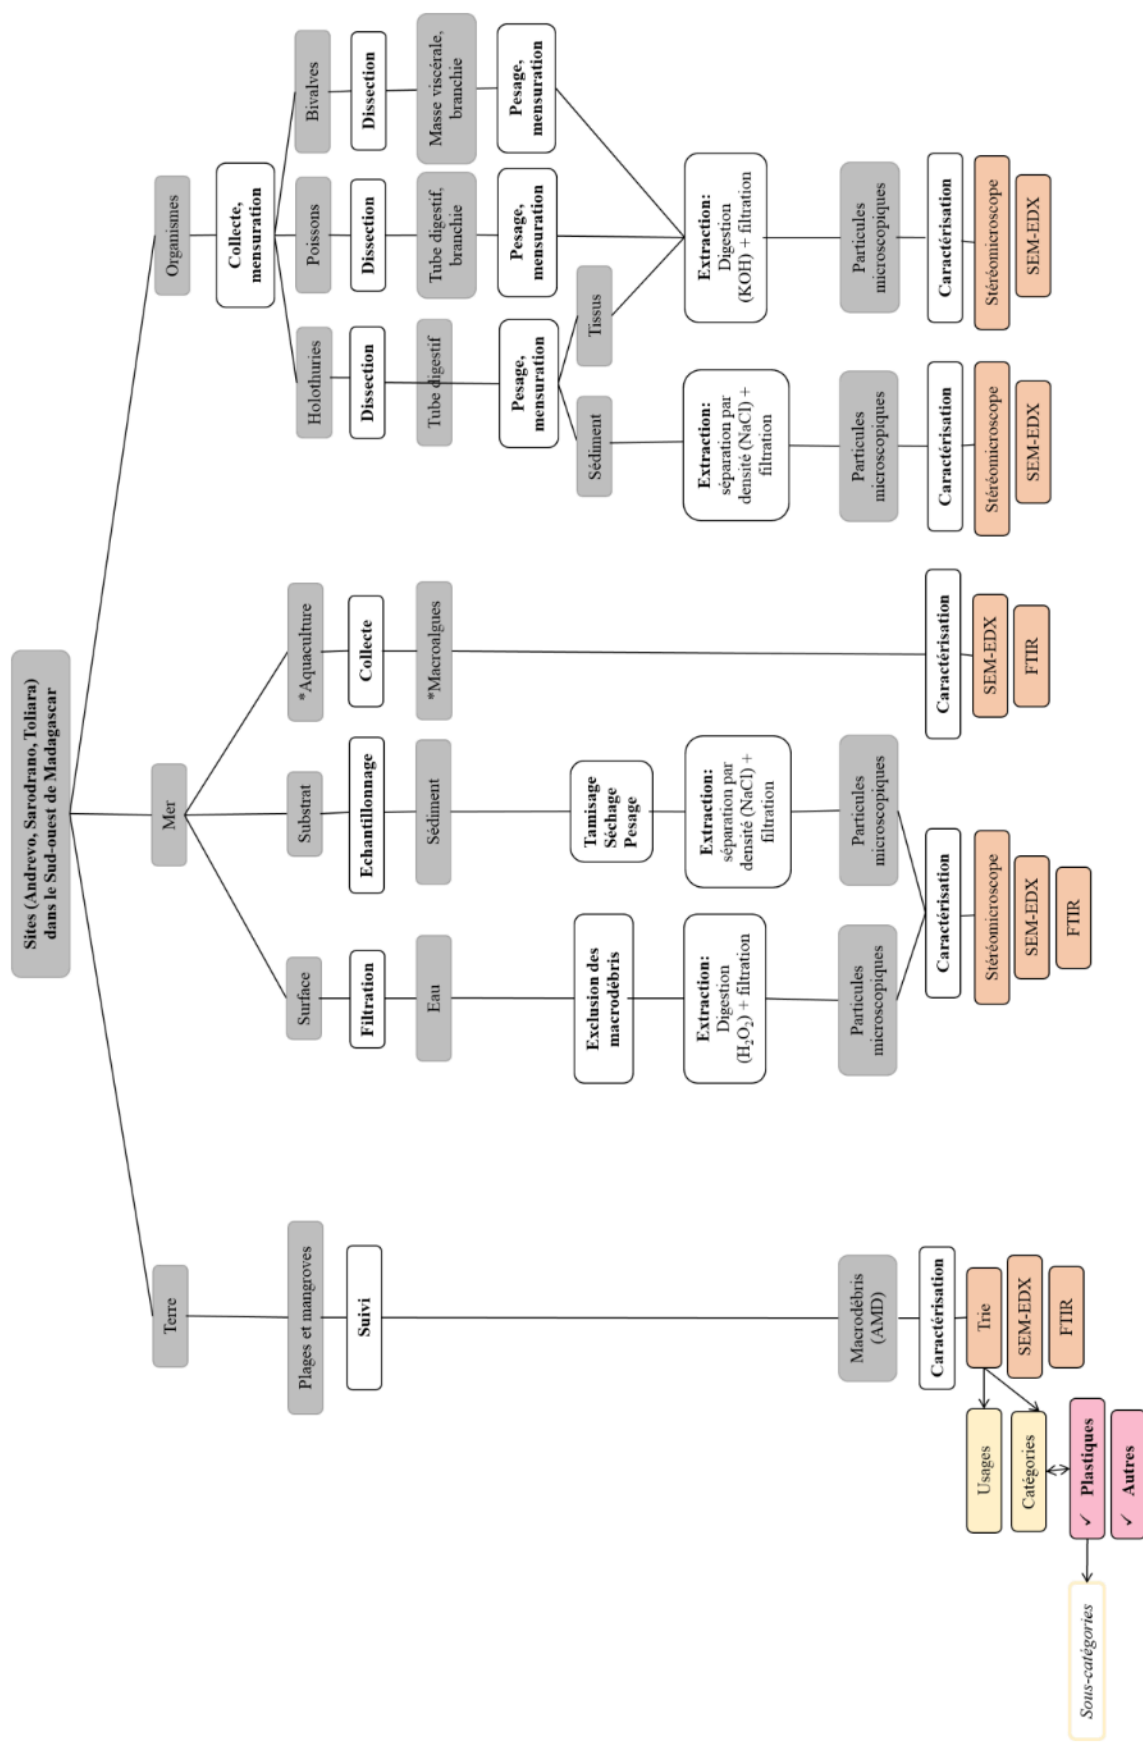 Sites (Andrevo, Sarodrano, Toliara)
dans le Sud-ouest de Madagascar
Terre
Mer
Organismes
Collecte,
mensuration
Plages et mangroves
Surface
Substrat
*Aquaculture
Holothuries
Poissons
Bivalves
Suivi
Filtration
Echantillonnage
Collecte
Dissection
Dissection
Dissection
Eau
Sédiment
*Macroalgues
Tube digestif
Tube digestif,
branchie
Masse viscérale,
branchie
Pesage,
mensuration
Pesage,
mensuration
Pesage,
mensuration
Exclusion des
macrodébris
Tamisage
Séchage
Pesage
Sédiment
Tissus
Extraction:
Digestion
(H₂O₂) + filtration
Extraction:
séparation par
densité (NaCl) +
filtration
Extraction:
séparation par
densité (NaCl) +
filtration
Extraction:
Digestion
(KOH) + filtration
Macrodébris
(AMD)
Particules
microscopiques
Particules
microscopiques
Particules
microscopiques
Particules
microscopiques
Caractérisation
Caractérisation
Caractérisation
Caractérisation
Caractérisation
Usages
Trie
Stéréomicroscope
SEM-EDX
Stéréomicroscope
Stéréomicroscope
Catégories
SEM-EDX
SEM-EDX
FTIR
SEM-EDX
SEM-EDX
Sous-catégories
✓ Plastiques
FTIR
FTIR
✓ Autres